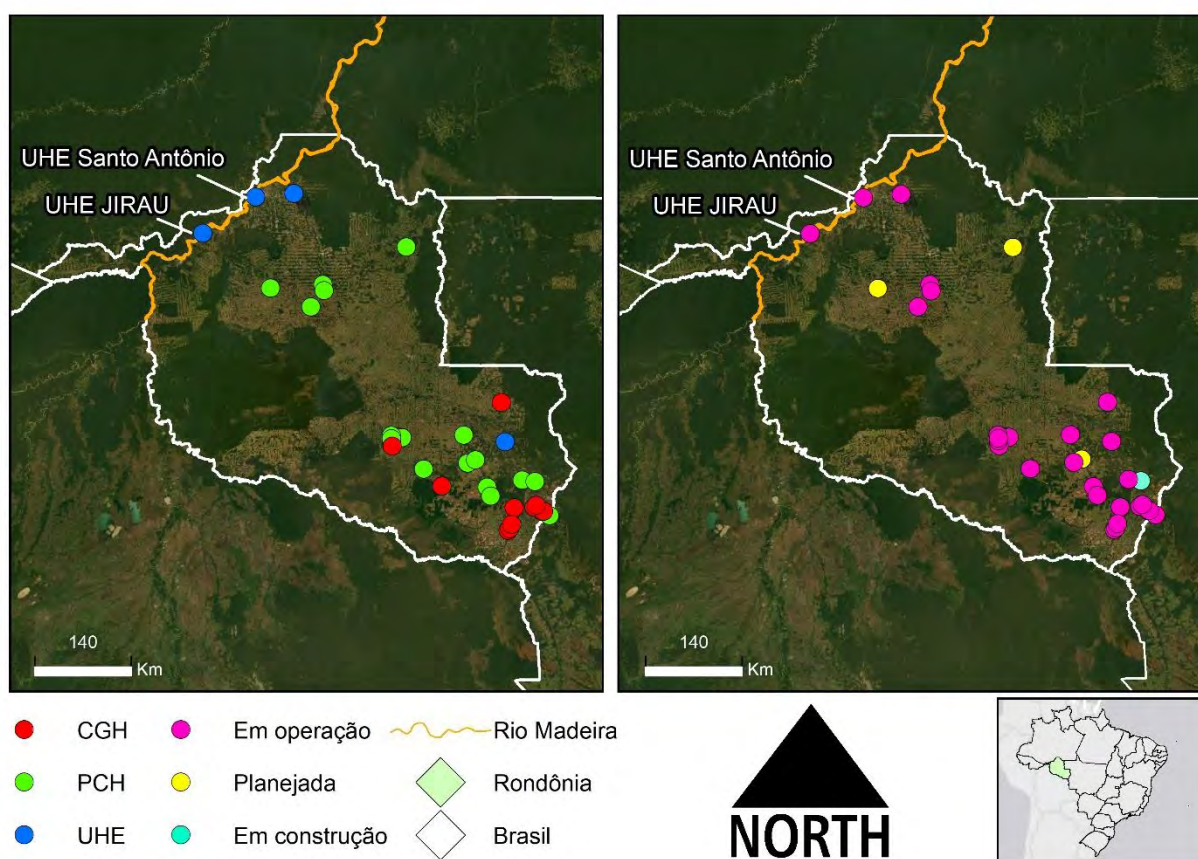 UHE Santo Antônio
UHE JIRAU
140
Km
UHE Santo Antônio
UHE JIRAU
140
Km
CGH
Em operação
Rio Madeira
PCH
Planejada
Rondônia
UHE
Em construção
Brasil
NORTH